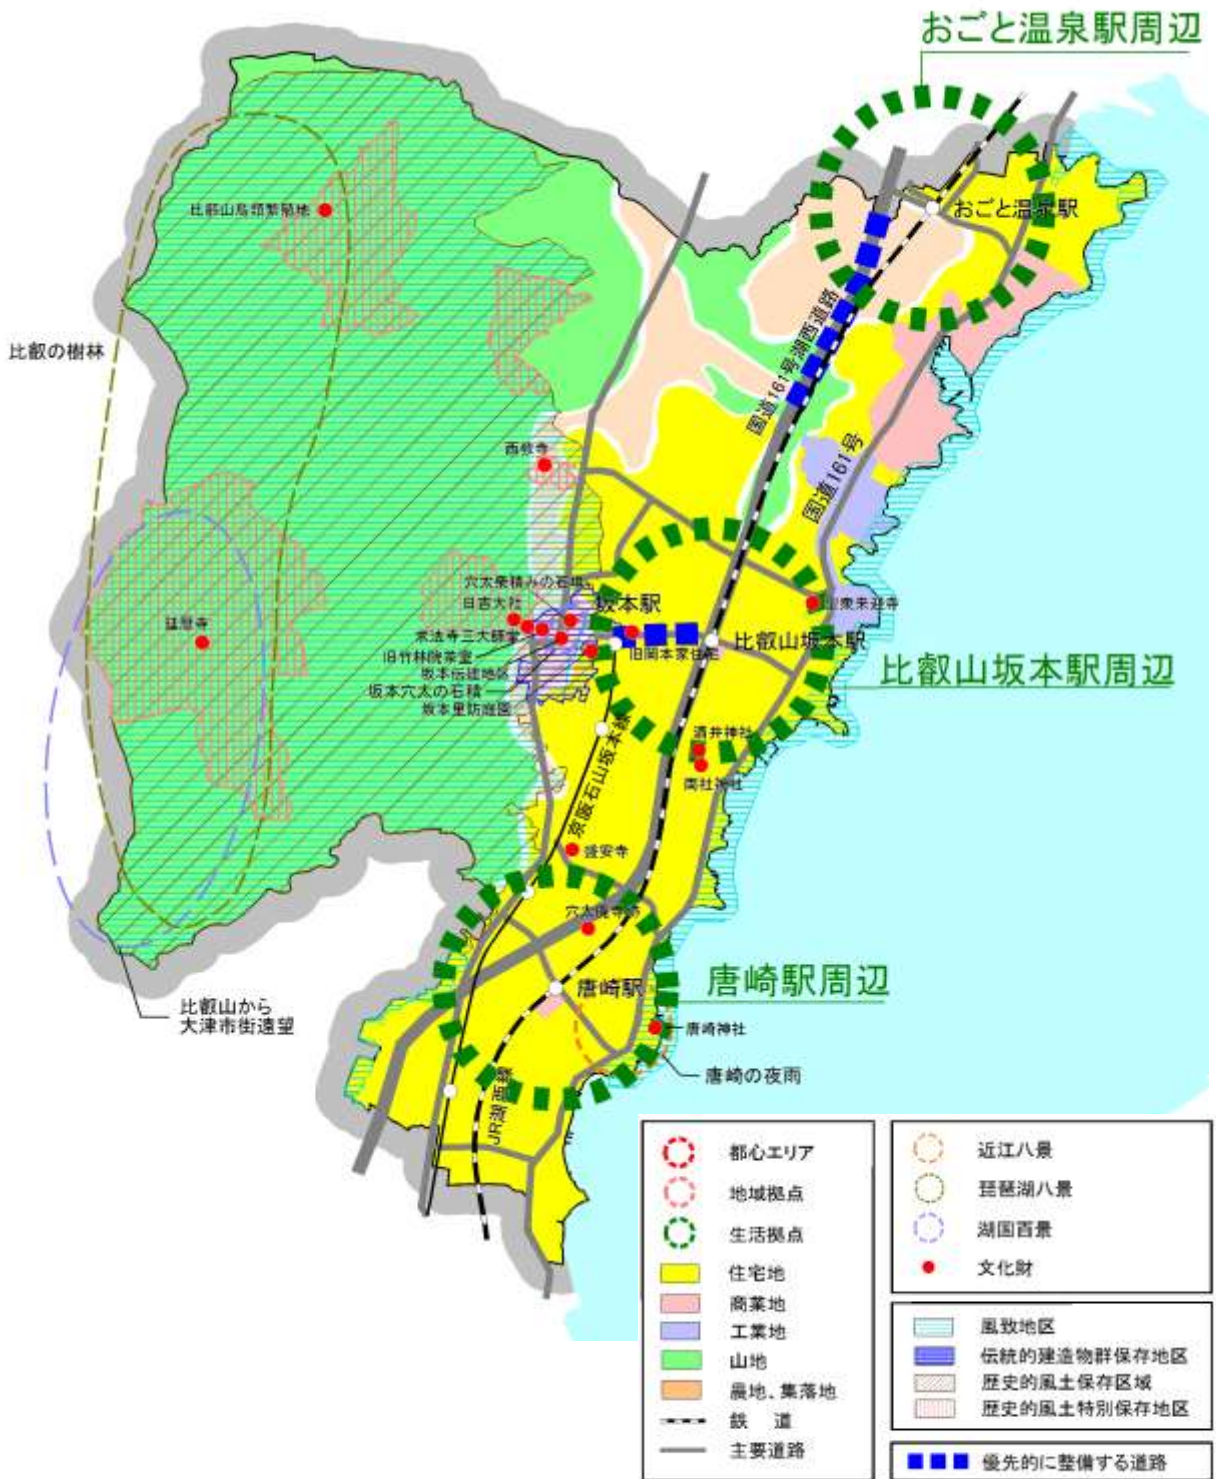 おごと温泉駅周辺
比叡山鳥類繁殖地
おごと温泉駅
国道161号湖西道路
比叡の樹林
西教寺
国道161号
穴太衆積みの石垣
日吉大社
坂本駅
聖衆来迎寺
延暦寺
求法寺三大師堂
比叡山坂本駅
旧竹林院茶室
旧岡本家住宅
坂本伝建地区
比叡山坂本駅周辺
坂本穴太の石積
坂本里坊庭園
京阪石山坂本線
酒井神社
両社神社
盛安寺
穴太廃寺跡
唐崎駅周辺
唐崎駅
比叡山から
大津市街遠望
唐崎神社
唐崎の夜雨
JR湖西線
都心エリア
地域拠点
生活拠点
住宅地
商業地
工業地
山地
農地、集落地
鉄 道
主要道路
近江八景
琵琶湖八景
湖国百景
文化財
風致地区
伝統的建造物群保存地区
歴史的風土保存区域
歴史的風土特別保存地区
優先的に整備する道路